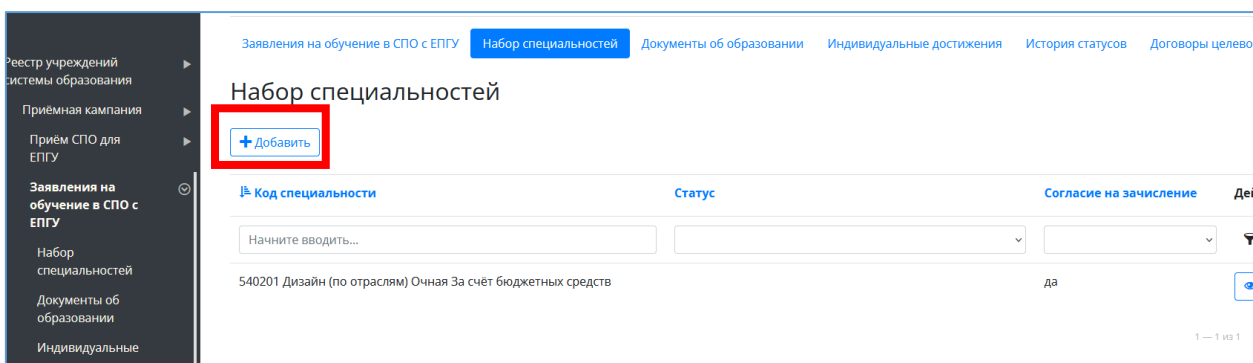 Заявления на обучение в СПО с ЕПГУ Набор специальностей Документы об образовании Индивидуальные достижения История статусов Договоры целево
Реестр учреждений
системы образования
Приёмная кампания
Приём СПО для
ЕПГУ
Заявления на
обучение в СПО с
ЕПГУ
Набор
специальностей
Документы об
образовании
Индивидуальные
Набор специальностей
+ Добавить
Код специальности Статус Согласие на зачисление Дей
Начните вводить...
540201 Дизайн (по отраслям) Очная За счёт бюджетных средств да
1 — 1 из 1